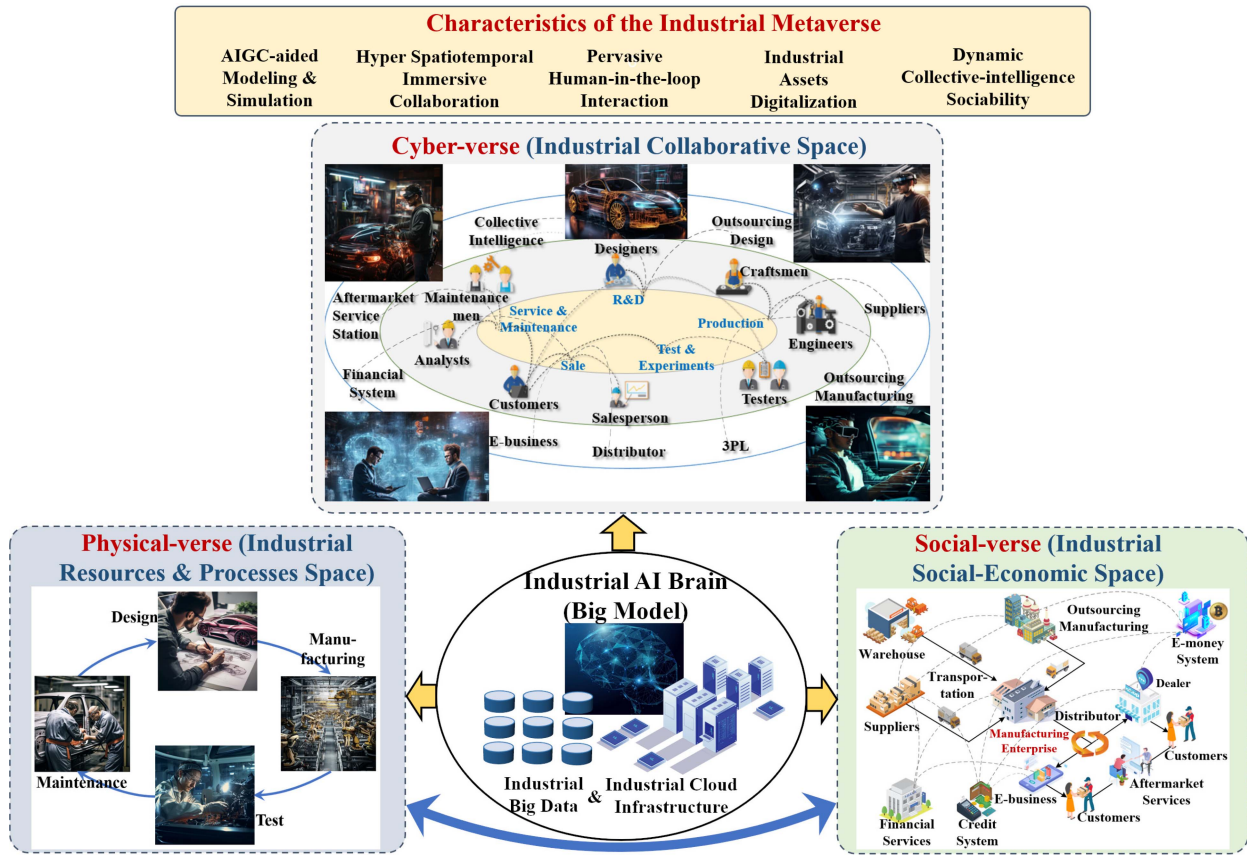 Characteristics of the Industrial Metaverse
AIGC-aided
Modeling &
Simulation
Hyper Spatiotemporal
Immersive
Collaboration
Pervasive
Human-in-the-loop
Interaction
Industrial
Assets
Digitalization
Dynamic
Collective-intelligence
Sociability
Cyber-verse (Industrial Collaborative Space)
Collective
Intelligence
Designers
Outsourcing
Design
Craftsmen
R&D
Aftermarket
Service
Station
Maintenance
men
Service &
Maintenance
Production
Suppliers
Engineers
Analysts
Test &
Experiments
Sale
Financial
System
Customers
Salesperson
Testers
Outsourcing
Manufacturing
E-business
Distributor
3PL
Physical-verse (Industrial
Resources & Processes Space)
Design
Manu-
facturing
Maintenance
Test
Industrial AI Brain
(Big Model)
Industrial
Big Data
&
Industrial Cloud
Infrastructure
Social-verse (Industrial
Social-Economic Space)
Warehouse
Outsourcing
Manufacturing
E-money
System
Transpor-
tation
Dealer
Suppliers
Distributor
Manufacturing
Enterprise
Customers
E-business
Aftermarket
Services
Customers
Financial
Services
Credit
System